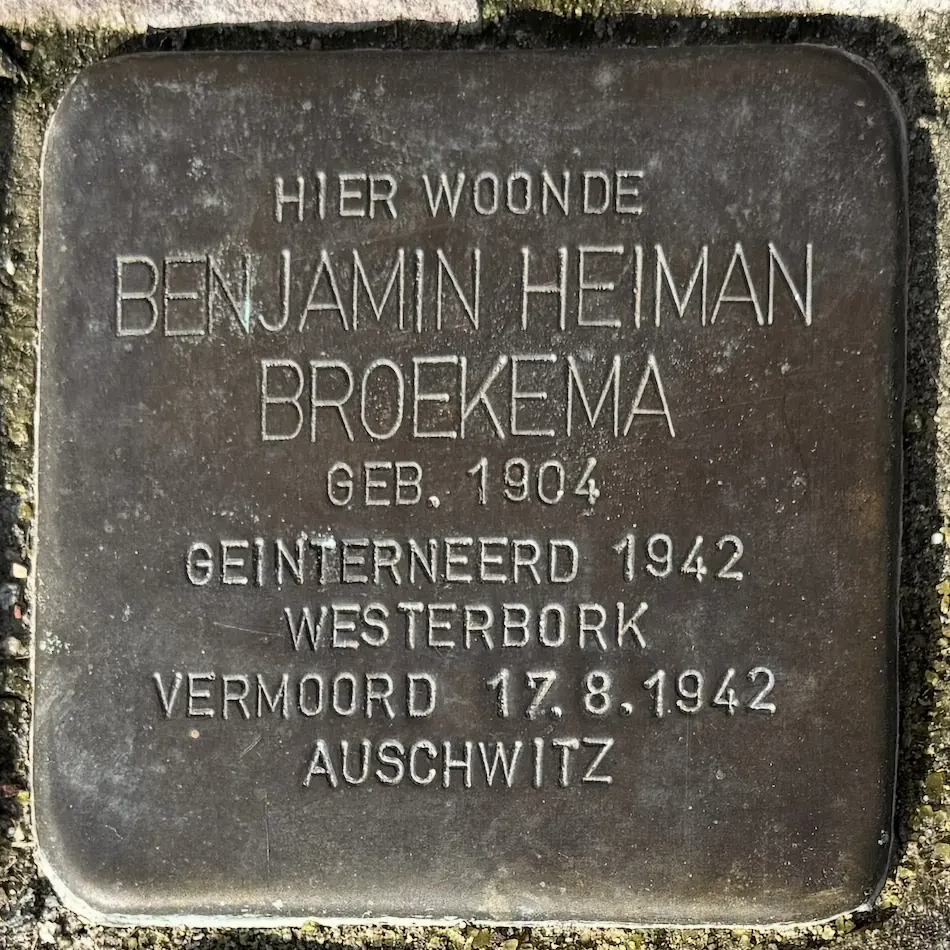 HIER WOONDE
BENJAMIN HEIMAN
BROEKEMA
GEB. 1904
GEINTERNEERD 1942
WESTERBORK
VERMOORD 17.8.1942
AUSCHWITZ